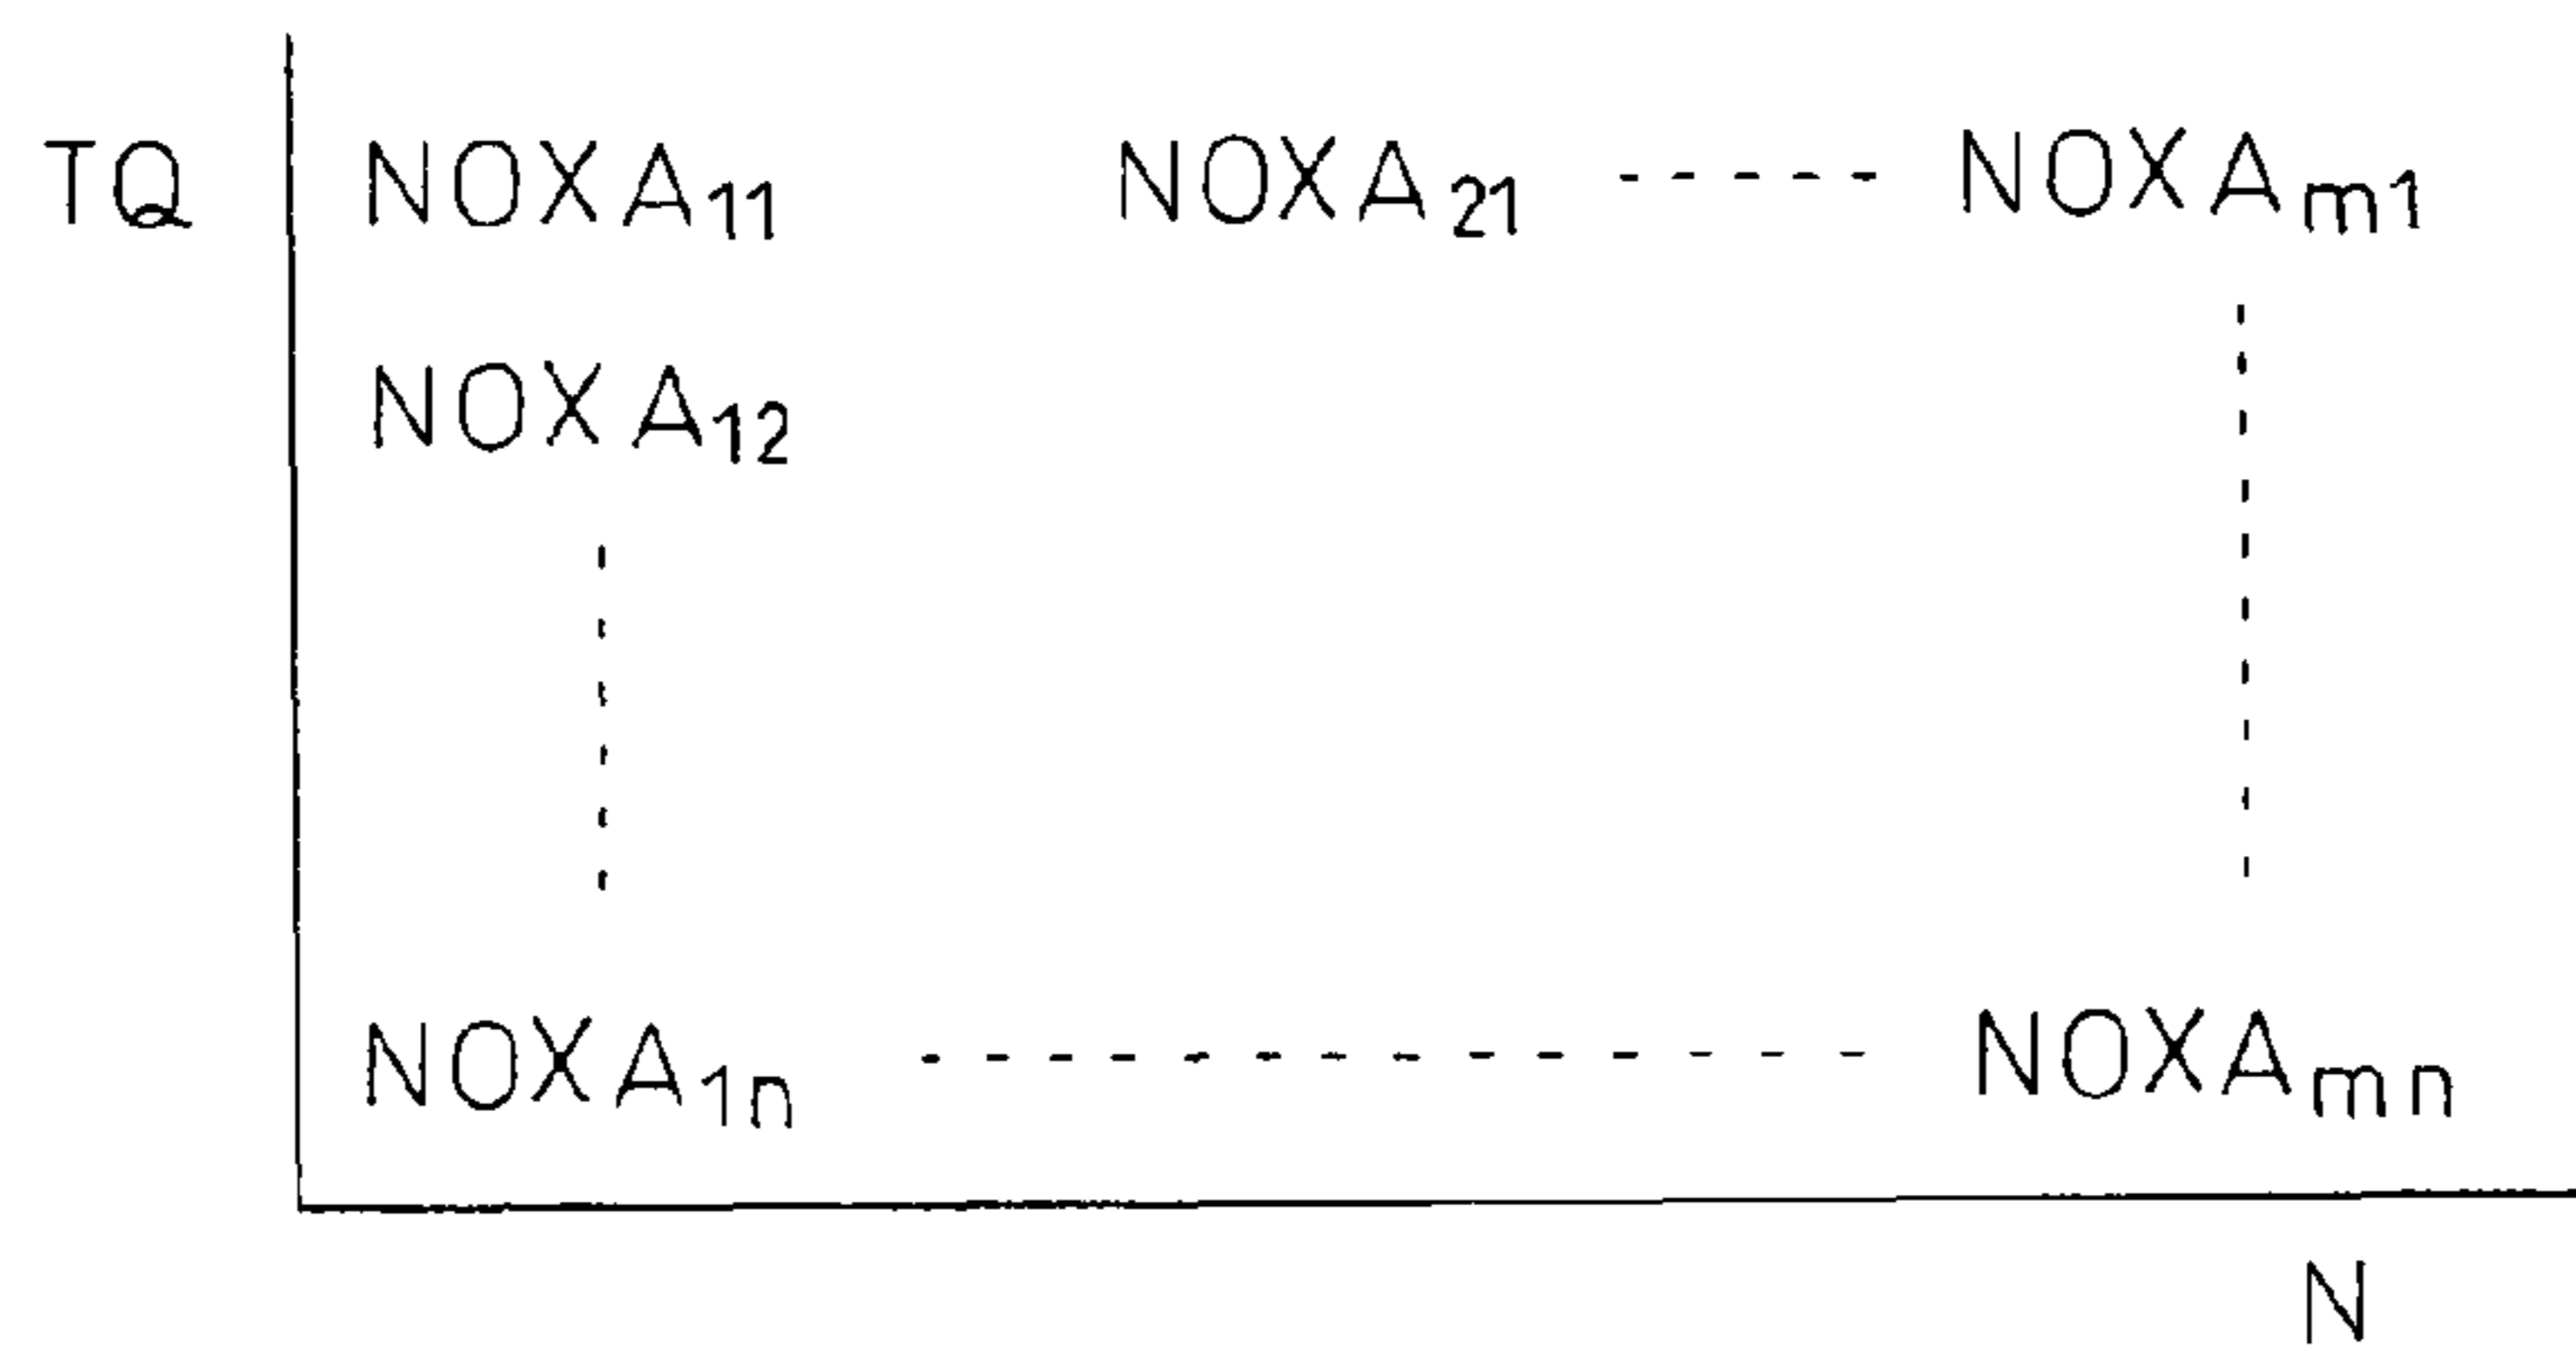 TQ NOXA₁₁ NOXA₂₁ ----- NOXAₘ₁
NOXA₁₂
NOXA₁ₙ -------------- NOXAₘₙ
N